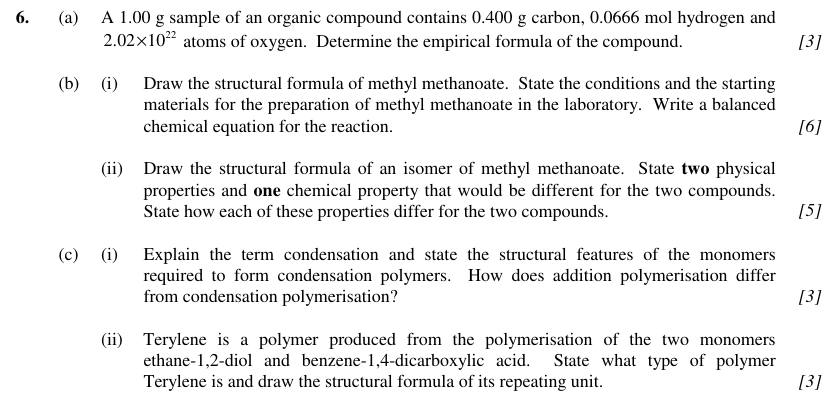 6. (a) A 1.00 g sample of an organic compound contains 0.400 g carbon, 0.0666 mol hydrogen and
2.02×10²² atoms of oxygen. Determine the empirical formula of the compound. [3]
(b) (i) Draw the structural formula of methyl methanoate. State the conditions and the starting
materials for the preparation of methyl methanoate in the laboratory. Write a balanced
chemical equation for the reaction. [6]
(ii) Draw the structural formula of an isomer of methyl methanoate. State two physical
properties and one chemical property that would be different for the two compounds.
State how each of these properties differ for the two compounds. [5]
(c) (i) Explain the term condensation and state the structural features of the monomers
required to form condensation polymers. How does addition polymerisation differ
from condensation polymerisation? [3]
(ii) Terylene is a polymer produced from the polymerisation of the two monomers
ethane-1,2-diol and benzene-1,4-dicarboxylic acid. State what type of polymer
Terylene is and draw the structural formula of its repeating unit. [3]